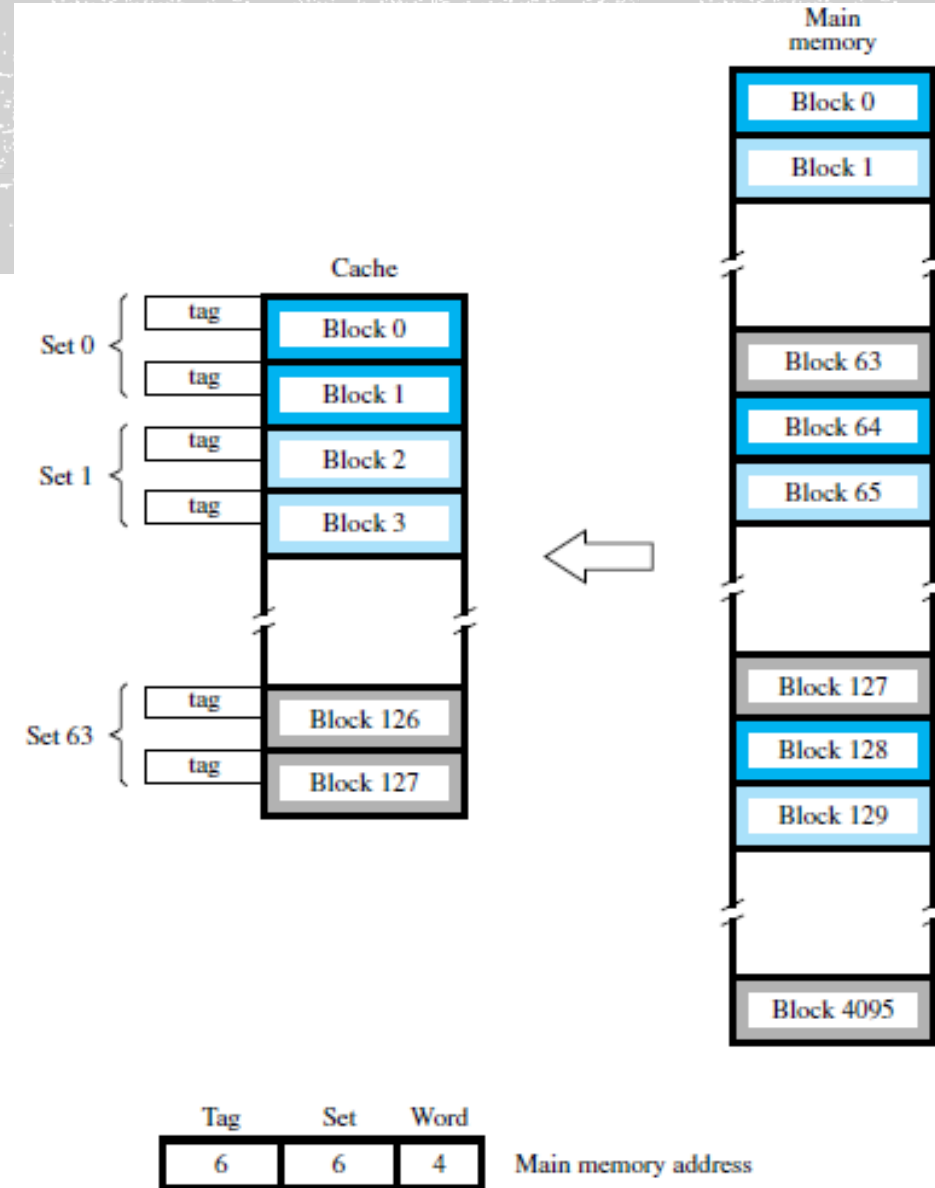 Main
memory
Block 0
Block 1
Block 63
Block 64
Block 65
Block 127
Block 128
Block 129
Block 4095
Cache
Set 0
tag
Block 0
tag
Block 1
Set 1
tag
Block 2
tag
Block 3
Set 63
tag
Block 126
tag
Block 127
Tag Set Word
6 6 4 Main memory address